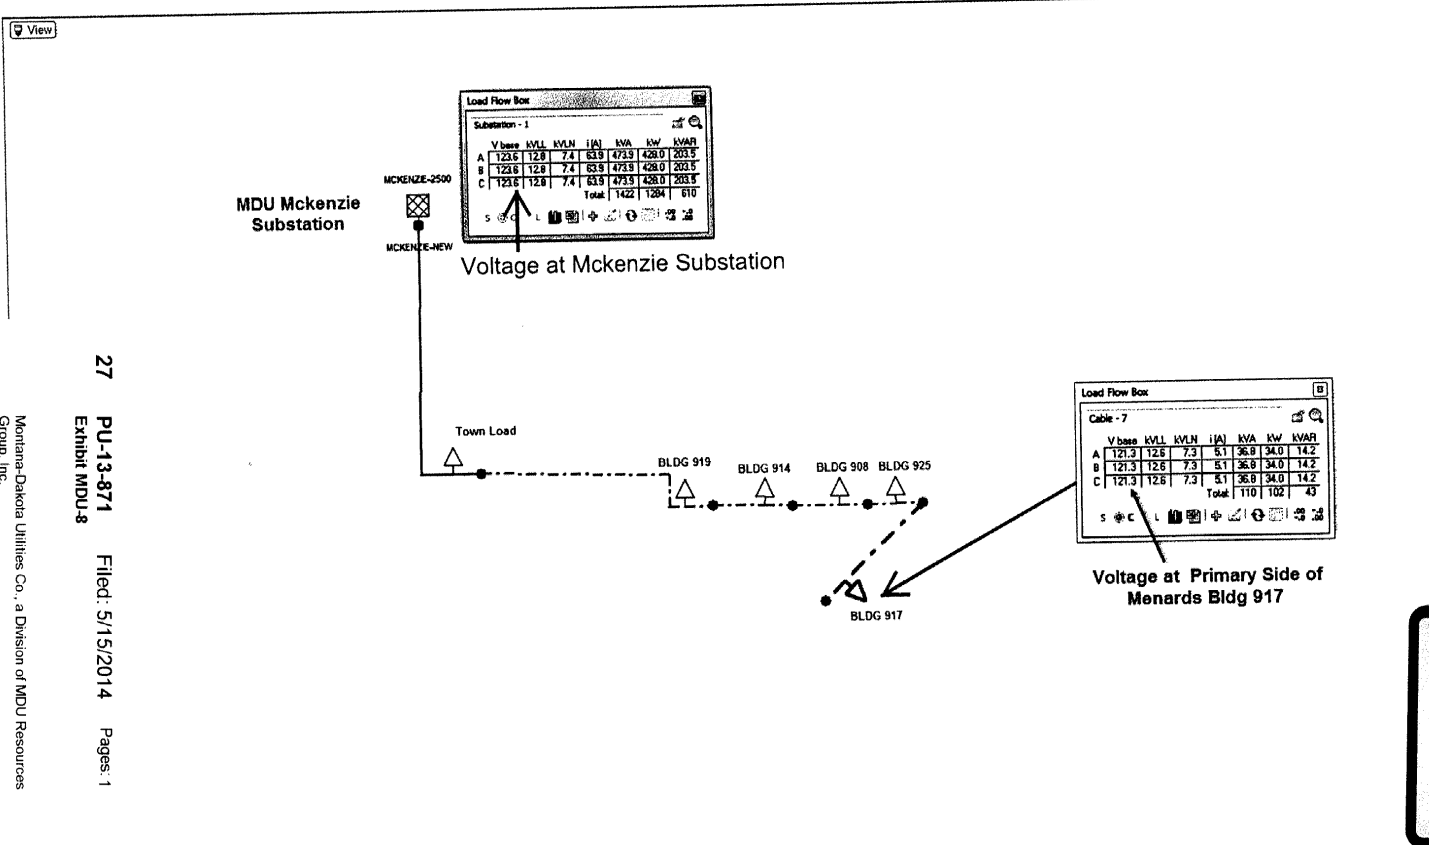 View
Load Flow Box
Substation - 1
V base kVLL kVLN i [A] kVA kW kVAR
A 123.6 12.8 7.4 63.9 473.9 428.0 203.5
B 123.6 12.8 7.4 63.9 473.9 428.0 203.5
C 123.6 12.8 7.4 63.9 473.9 428.0 203.5
Total: 1422 1284 610
S C L
MCKENZE-2500
MDU Mckenzie
Substation
MCKENZIE-NEW
Voltage at Mckenzie Substation
Town Load
BLDG 919
BLDG 914
BLDG 908
BLDG 925
BLDG 917
Load Flow Box
Cable - 7
V base kVLL kVLN i [A] kVA kW kVAR
A 121.3 12.6 7.3 5.1 36.8 34.0 14.2
B 121.3 12.6 7.3 5.1 36.8 34.0 14.2
C 121.3 12.6 7.3 5.1 36.8 34.0 14.2
Total: 110 102 43
S C L
Voltage at Primary Side of
Menards Bldg 917
27 PU-13-871 Filed: 5/15/2014 Pages: 1
Exhibit MDU-8
Montana-Dakota Utilities Co., a Division of MDU Resources
Group, Inc.